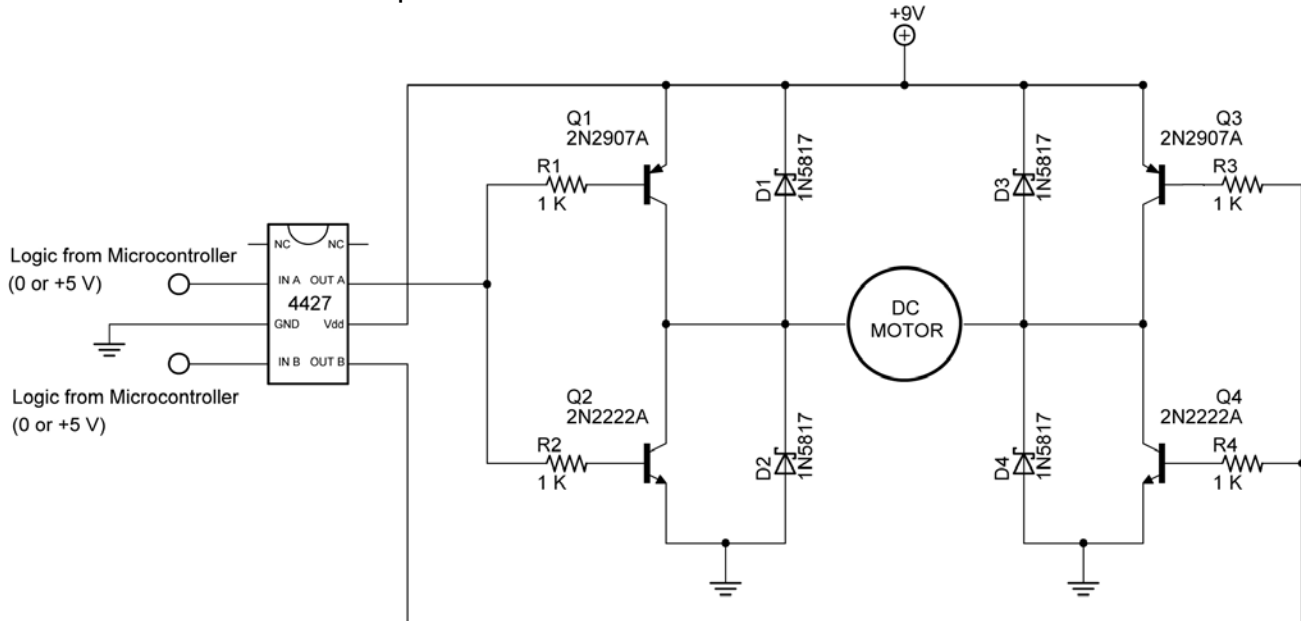 +9V
Q1
2N2907A
R1
1 K
D1
1N5817
D3
1N5817
Q3
2N2907A
R3
1 K
Logic from Microcontroller
(0 or +5 V)
NC NC
IN A OUT A
4427
GND Vdd
IN B OUT B
Logic from Microcontroller
(0 or +5 V)
DC
MOTOR
Q2
2N2222A
R2
1 K
D2
1N5817
D4
1N5817
Q4
2N2222A
R4
1 K